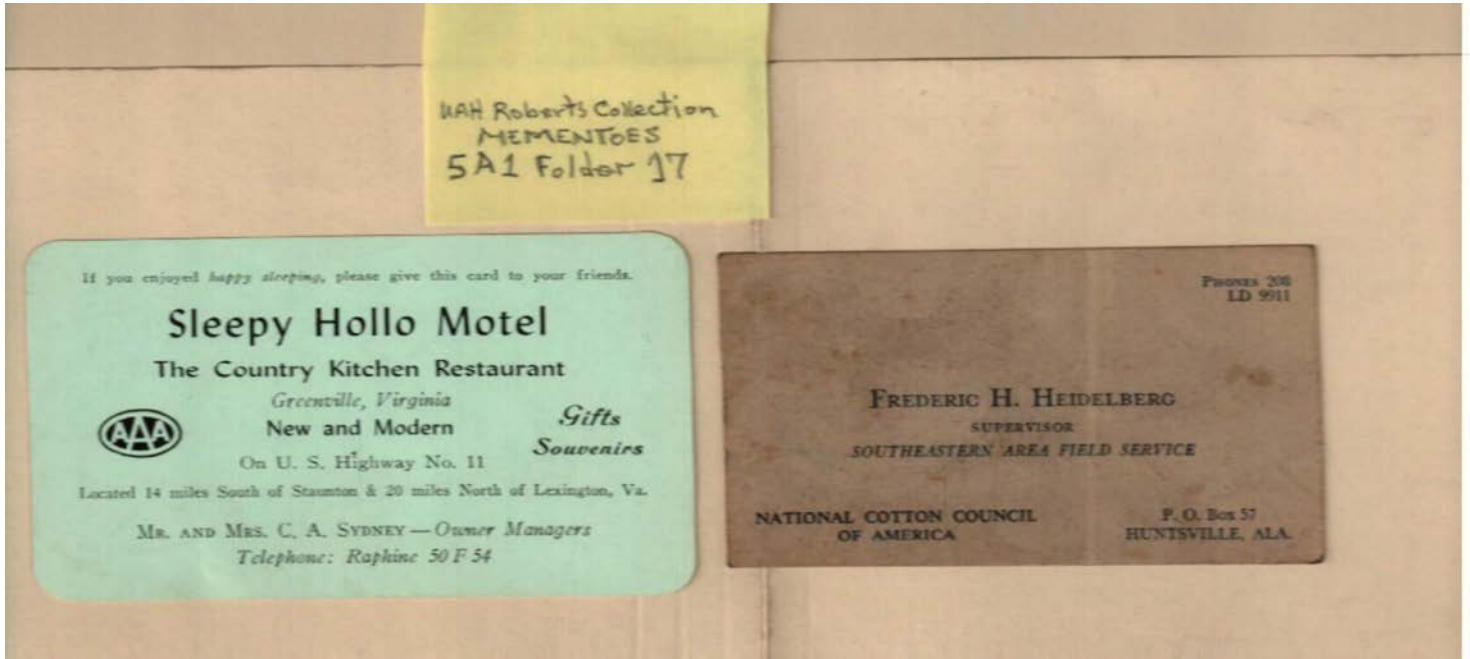 UAH Roberts Collection
MEMENTOES
5A1 Folder 17
If you enjoyed happy sleeping, please give this card to your friends.
Sleepy Hollo Motel
The Country Kitchen Restaurant
Greenville, Virginia
AAA
New and Modern
Gifts
Souvenirs
On U. S. Highway No. 11
Located 14 miles South of Staunton & 20 miles North of Lexington, Va.
MR. AND MRS. C. A. SYDNEY — Owner Managers
Telephone: Raphine 50 F 54
PHONES 208
LD 9911
FREDERIC H. HEIDELBERG
SUPERVISOR
SOUTHEASTERN AREA FIELD SERVICE
NATIONAL COTTON COUNCIL
OF AMERICA
P. O. Box 57
HUNTSVILLE, ALA.